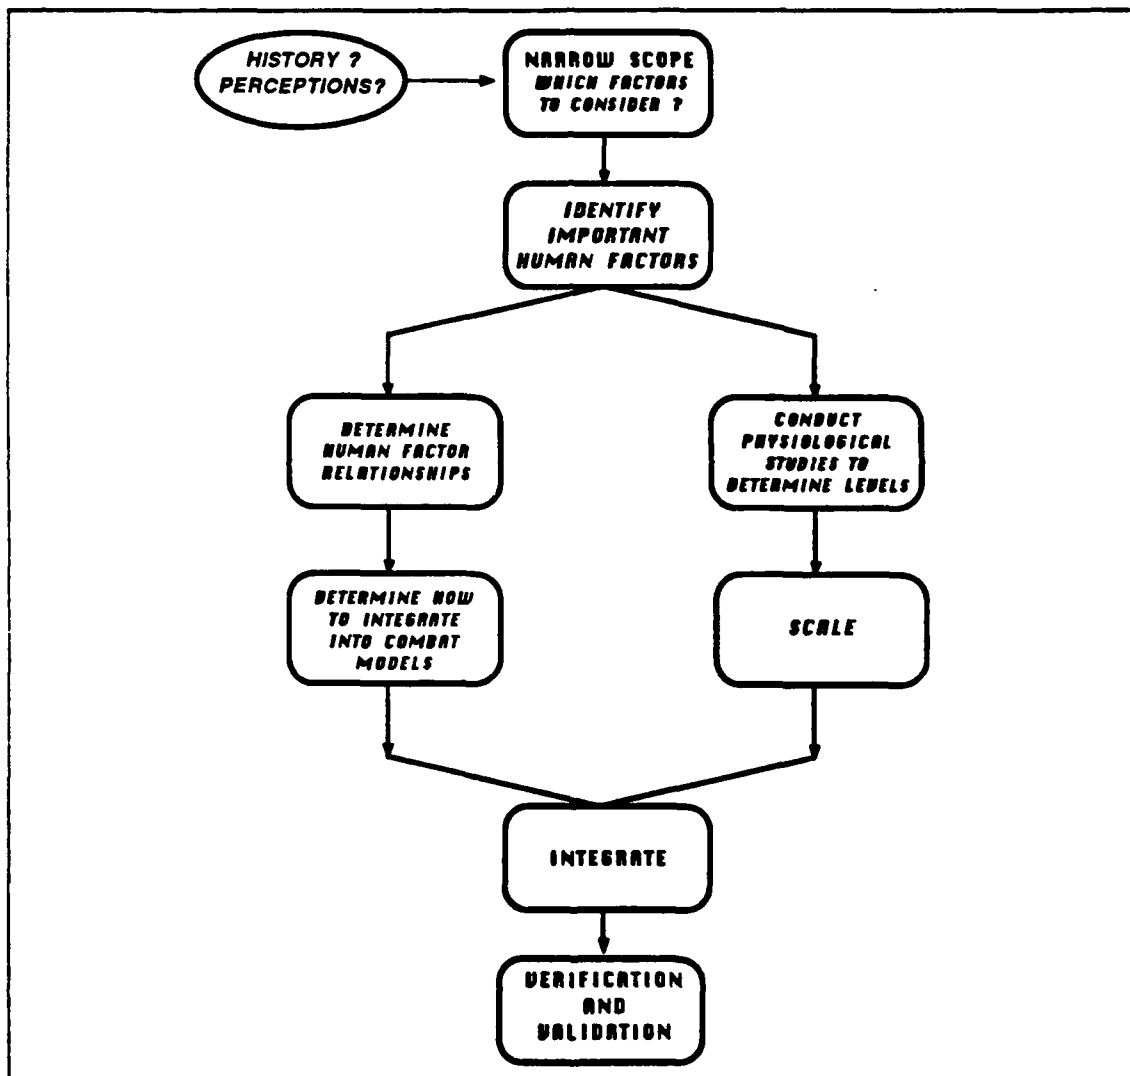 HISTORY ?
PERCEPTIONS?
NARROW SCOPE
WHICH FACTORS
TO CONSIDER ?
IDENTIFY
IMPORTANT
HUMAN FACTORS
DETERMINE
HUMAN FACTOR
RELATIONSHIPS
CONDUCT
PHYSIOLOGICAL
STUDIES TO
DETERMINE LEVELS
DETERMINE HOW
TO INTEGRATE
INTO COMBAT
MODELS
SCALE
INTEGRATE
VERIFICATION
AND
VALIDATION